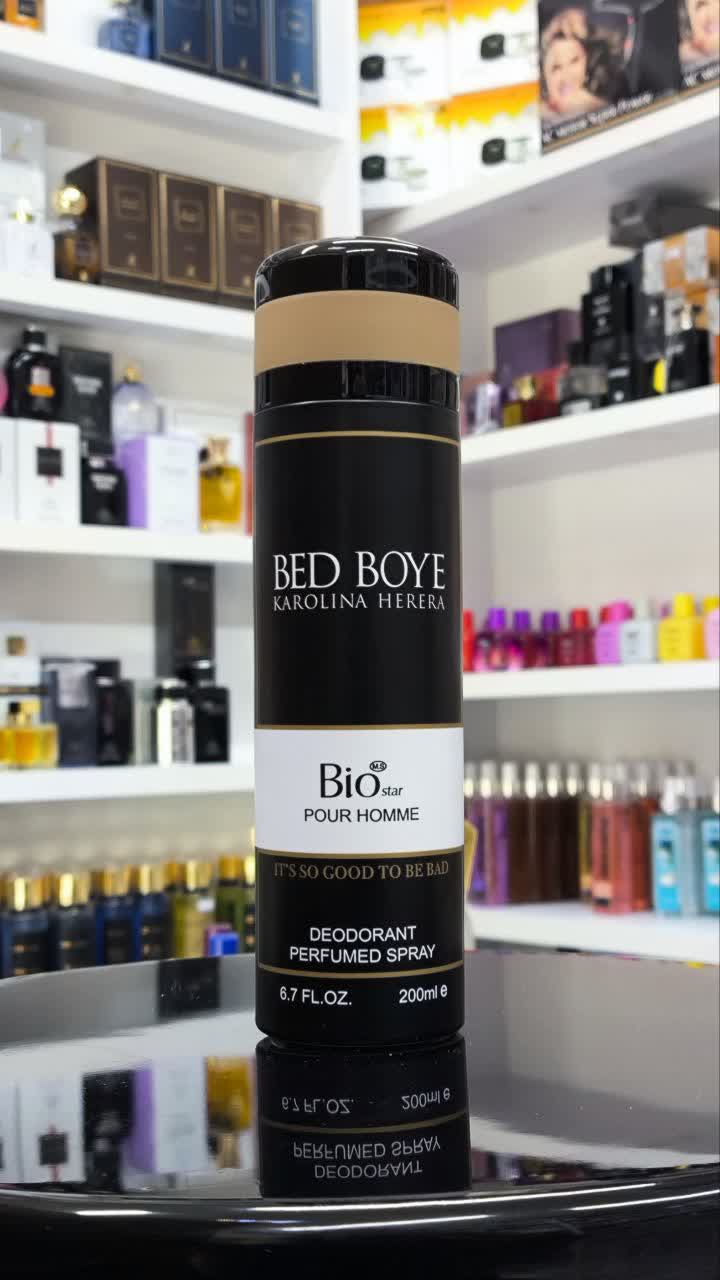 BED BOYE
KAROLINA HERERA
M.S
Bio star
POUR HOMME
IT'S SO GOOD TO BE BAD
DEODORANT
PERFUMED SPRAY
6.7 FL.OZ. 200ml e